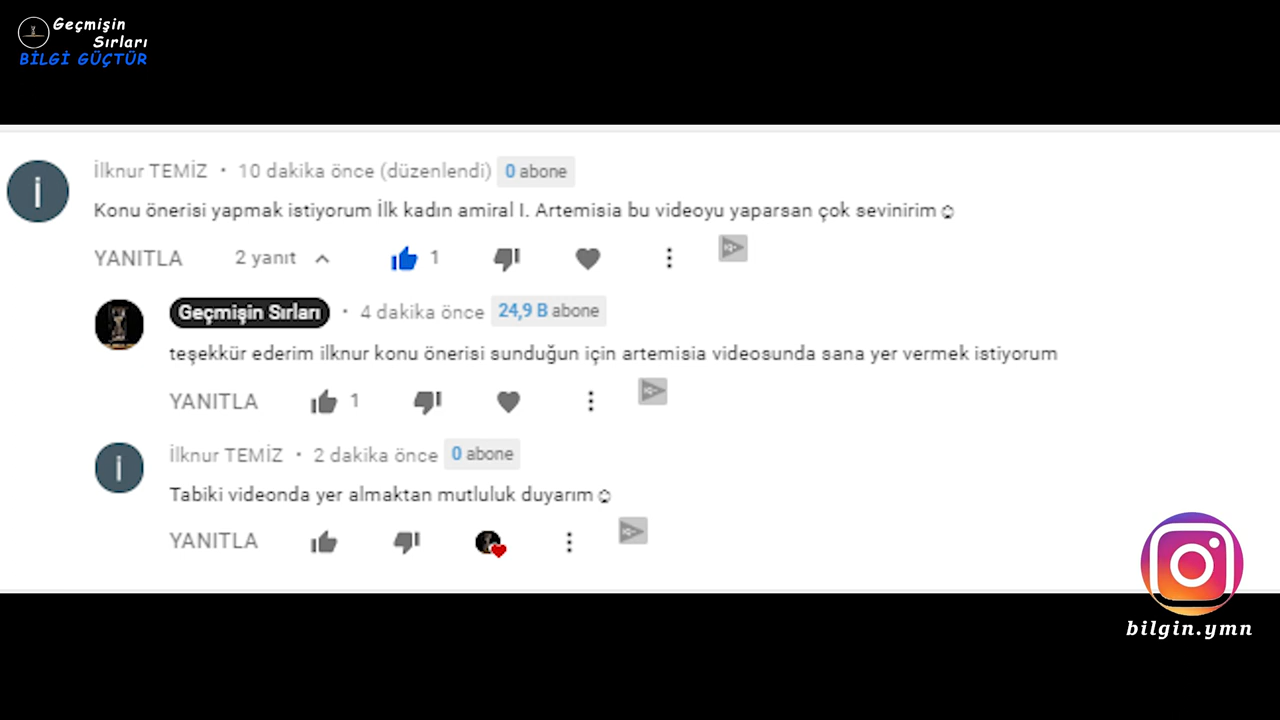 Geçmişin
Sırları
BİLGİ GÜÇTÜR
İlknur TEMİZ • 10 dakika önce (düzenlendi) 0 abone
İ
Konu önerisi yapmak istiyorum İlk kadın amiral I. Artemisia bu videoyu yaparsan çok sevinirim
YANITLA 2 yanıt 1
Geçmişin Sırları • 4 dakika önce 24,9 B abone
teşekkür ederim ilknur konu önerisi sunduğun için artemisia videosunda sana yer vermek istiyorum
YANITLA 1
İlknur TEMİZ • 2 dakika önce 0 abone
İ
Tabiki videonda yer almaktan mutluluk duyarım
YANITLA
bilgin.ymn